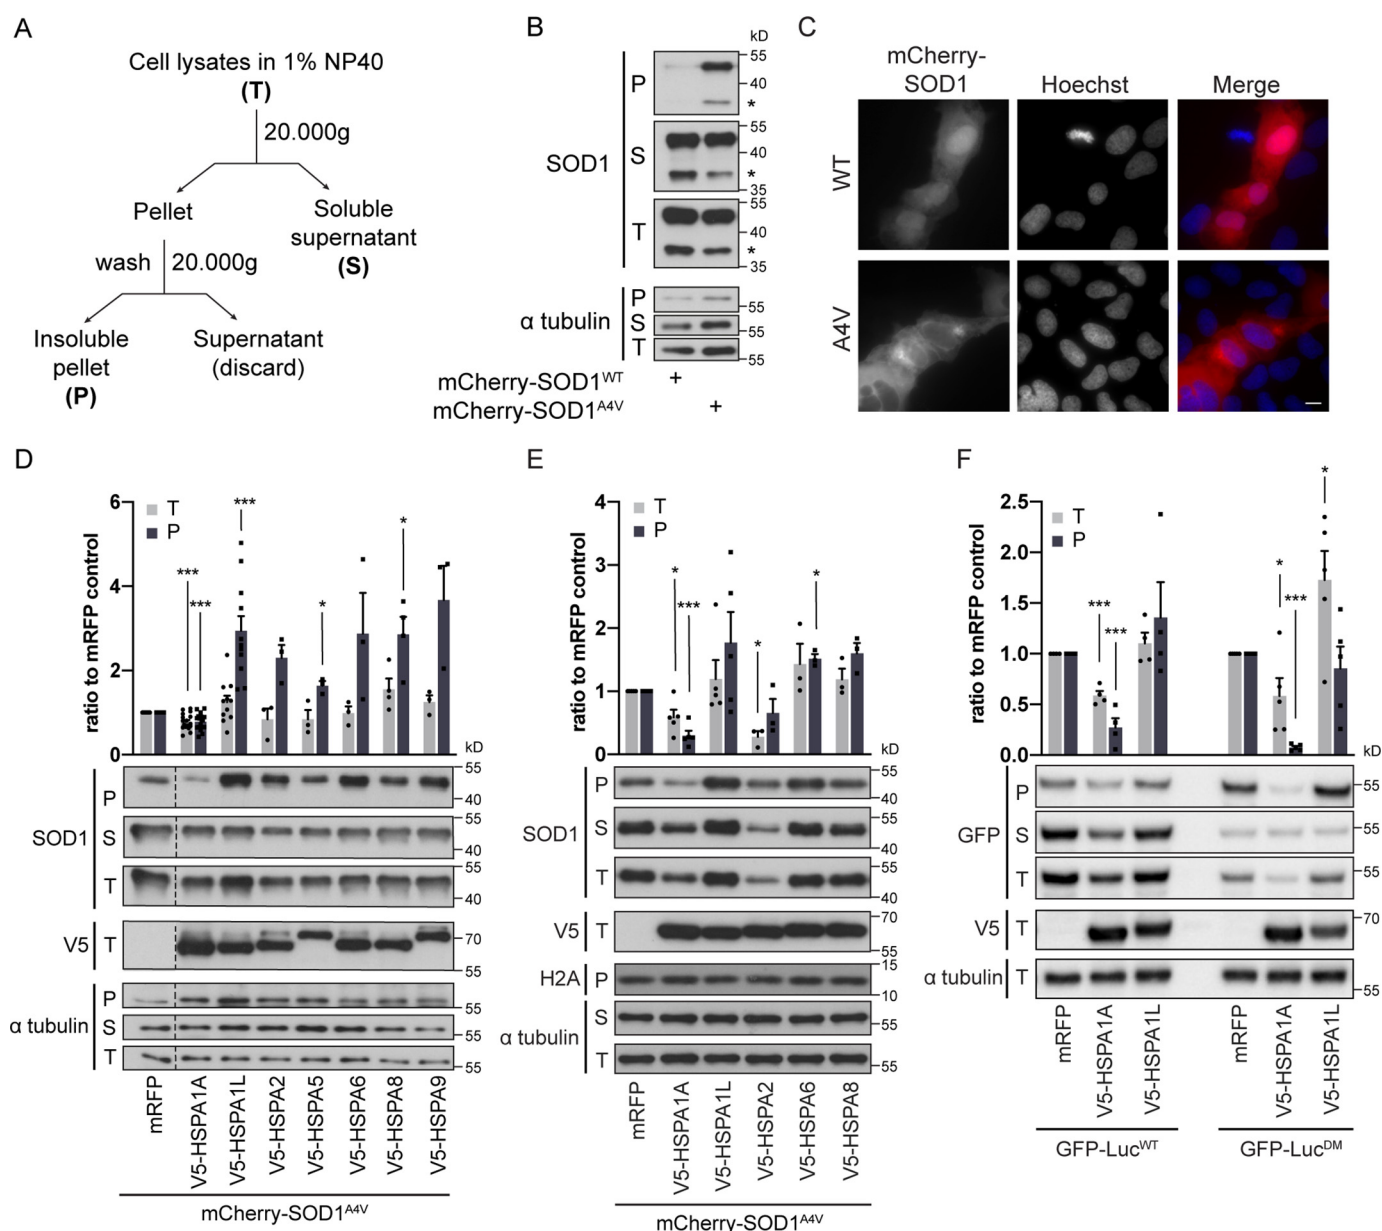 A
Cell lysates in 1% NP40
(T)
20.000g
Pellet
Soluble
supernatant
(S)
wash
20.000g
Insoluble
pellet
(P)
Supernatant
(discard)
B
kD
SOD1
P
55
40
*
S
55
40
*
35
T
55
40
*
35
α tubulin
P
55
S
55
T
55
mCherry-SOD1WT
+
mCherry-SOD1A4V
+
C
mCherry-
SOD1
Hoechst
Merge
WT
A4V
D
ratio to mRFP control
6
4
2
0
T
P
***
***
***
*
*
kD
SOD1
P
55
40
S
55
40
T
55
40
V5
T
70
55
α tubulin
P
55
S
55
T
55
mRFP
V5-HSPA1A
V5-HSPA1L
V5-HSPA2
V5-HSPA5
V5-HSPA6
V5-HSPA8
V5-HSPA9
mCherry-SOD1A4V
E
ratio to mRFP control
4
3
2
1
0
T
P
*
***
*
*
kD
SOD1
P
55
40
S
55
40
T
55
40
V5
T
70
55
H2A
P
15
10
α tubulin
S
55
T
55
mRFP
V5-HSPA1A
V5-HSPA1L
V5-HSPA2
V5-HSPA6
V5-HSPA8
mCherry-SOD1A4V
F
ratio to mRFP control
2.5
2.0
1.5
1.0
0.5
0.0
T
P
***
***
*
***
*
kD
GFP
P
55
S
55
T
55
V5
T
70
α tubulin
T
55
mRFP
V5-HSPA1A
V5-HSPA1L
mRFP
V5-HSPA1A
V5-HSPA1L
GFP-LucWT
GFP-LucDM